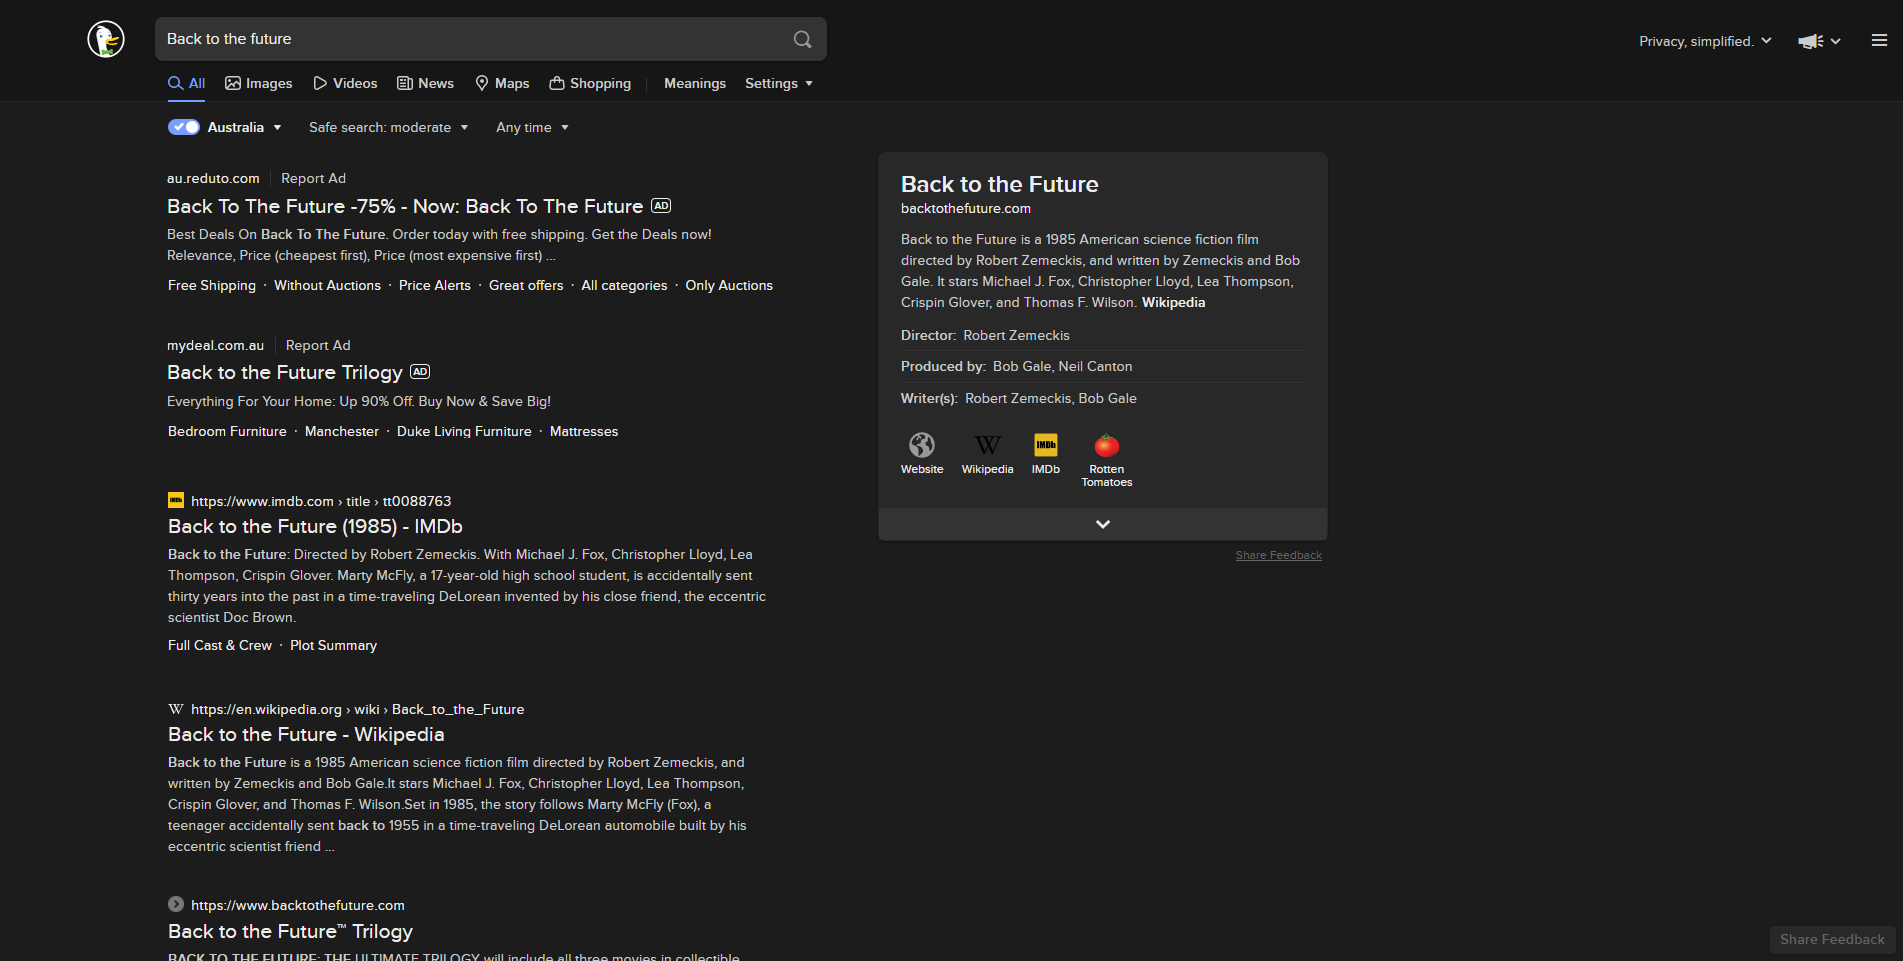 Back to the future
Privacy, simplified.
All Images Videos News Maps Shopping Meanings Settings
Australia Safe search: moderate Any time
au.reduto.com Report Ad
Back To The Future -75% - Now: Back To The Future AD
Best Deals On Back To The Future. Order today with free shipping. Get the Deals now!
Relevance, Price (cheapest first), Price (most expensive first) ...
Free Shipping · Without Auctions · Price Alerts · Great offers · All categories · Only Auctions
mydeal.com.au Report Ad
Back to the Future Trilogy AD
Everything For Your Home: Up 90% Off. Buy Now & Save Big!
Bedroom Furniture · Manchester · Duke Living Furniture · Mattresses
IMDb https://www.imdb.com › title › tt0088763
Back to the Future (1985) - IMDb
Back to the Future: Directed by Robert Zemeckis. With Michael J. Fox, Christopher Lloyd, Lea
Thompson, Crispin Glover. Marty McFly, a 17-year-old high school student, is accidentally sent
thirty years into the past in a time-traveling DeLorean invented by his close friend, the eccentric
scientist Doc Brown.
Full Cast & Crew · Plot Summary
W https://en.wikipedia.org › wiki › Back_to_the_Future
Back to the Future - Wikipedia
Back to the Future is a 1985 American science fiction film directed by Robert Zemeckis, and
written by Zemeckis and Bob Gale.It stars Michael J. Fox, Christopher Lloyd, Lea Thompson,
Crispin Glover, and Thomas F. Wilson.Set in 1985, the story follows Marty McFly (Fox), a
teenager accidentally sent back to 1955 in a time-traveling DeLorean automobile built by his
eccentric scientist friend ...
https://www.backtothefuture.com
Back to the Future™ Trilogy
BACK TO THE FUTURE: THE ULTIMATE TRILOGY will include all three movies in collectible
Back to the Future
backtothefuture.com
Back to the Future is a 1985 American science fiction film
directed by Robert Zemeckis, and written by Zemeckis and Bob
Gale. It stars Michael J. Fox, Christopher Lloyd, Lea Thompson,
Crispin Glover, and Thomas F. Wilson. Wikipedia
Director: Robert Zemeckis
Produced by: Bob Gale, Neil Canton
Writer(s): Robert Zemeckis, Bob Gale
W IMDb
Website Wikipedia IMDb Rotten
Tomatoes
Share Feedback
Share Feedback